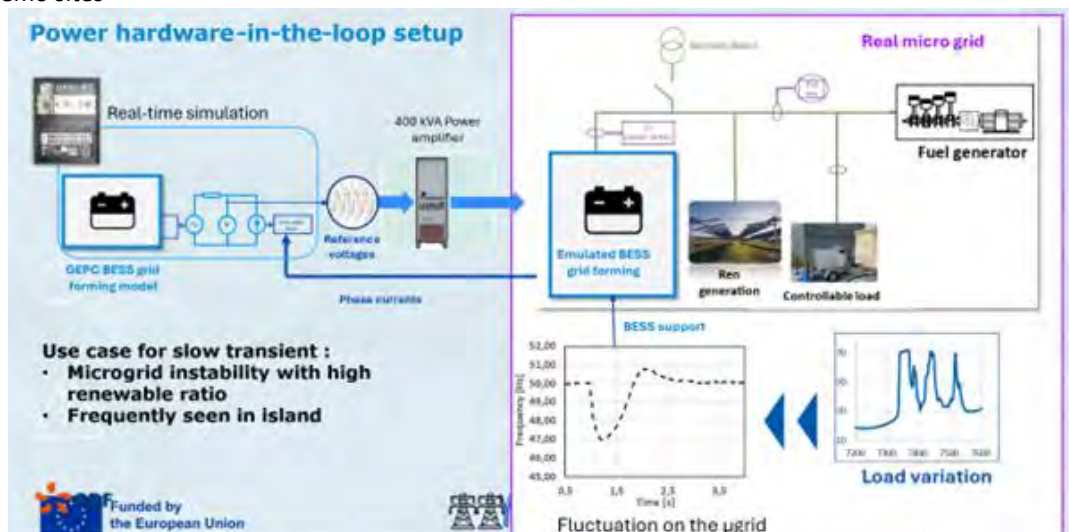 Power hardware-in-the-loop setup
Real-time simulation
400 kVA Power
amplifier
GEPC BESS grid
forming model
Reference
voltages
Phase currents
Real micro grid
Fuel generator
Emulated BESS
grid forming
Ren
generation
Controllable load
BESS support
Use case for slow transient :
• Microgrid instability with high
renewable ratio
• Frequently seen in island
Frequency [Hz]
52,00
51,00
50,00
49,00
48,00
47,00
46,00
45,00
0,5
1,5
2,5
3,5
Time [s]
Load variation
Fluctuation on the µgrid
Funded by
the European Union